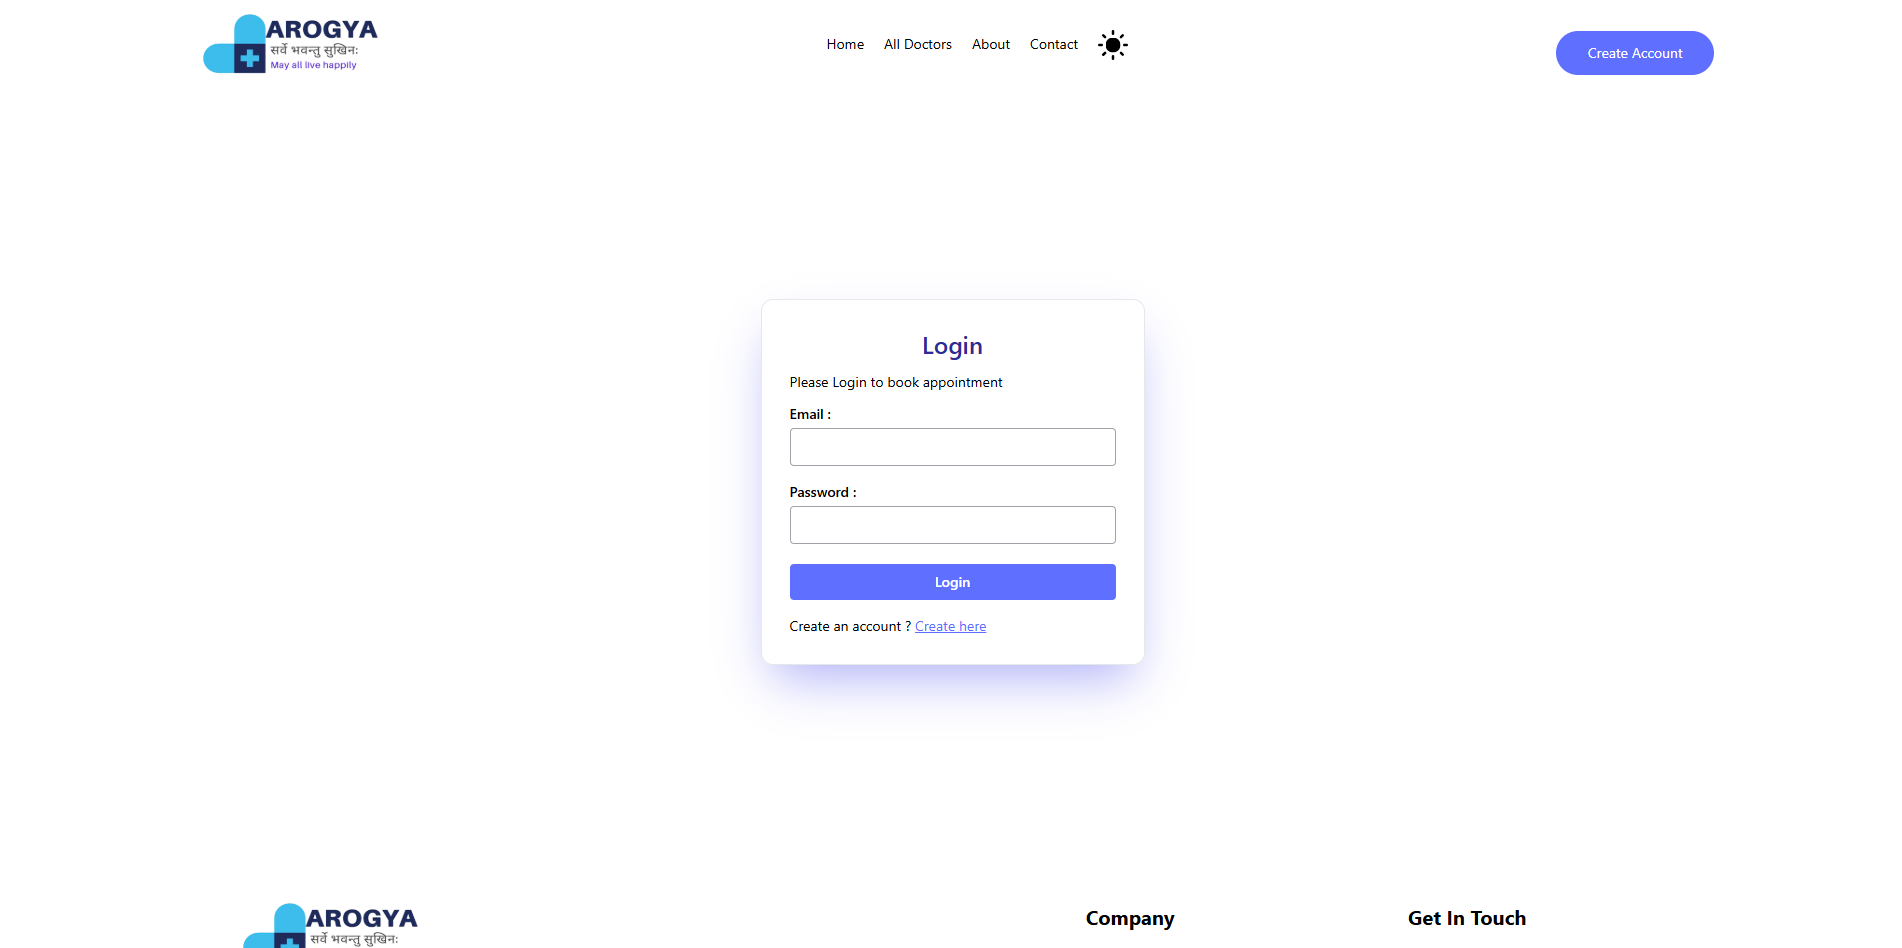 AROGYA
सर्वे भवन्तु सुखिनः
May all live happily
Home
All Doctors
About
Contact
Create Account
Login
Please Login to book appointment
Email :
Password :
Login
Create an account ? Create here
AROGYA
सर्वे भवन्तु सुखिनः
Company
Get In Touch